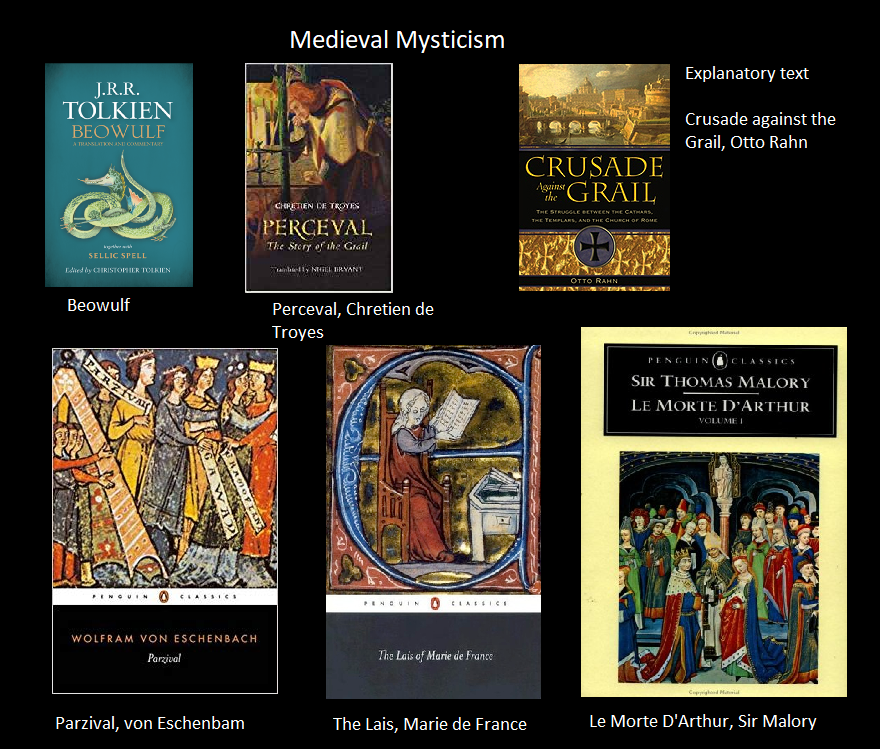 Medieval Mysticism
J.R.R.
TOLKIEN
BEOWULF
A TRANSLATION AND COMMENTARY
together with
SELLIC SPELL
Edited by CHRISTOPHER TOLKIEN
Beowulf
CHRETIEN DE TROYES
PERCEVAL
The Story of the Grail
Translated by NIGEL BRYANT
Perceval, Chretien de
Troyes
CRUSADE
Against
the
GRAIL
THE STRUGGLE BETWEEN THE CATHARS,
THE TEMPLARS, AND THE CHURCH OF ROME
OTTO RAHN
Explanatory text
Crusade against the
Grail, Otto Rahn
PARZIVAL
GAWAN
PENGUIN CLASSICS
WOLFRAM VON ESCHENBACH
Parzival
Parzival, von Eschenbam
PENGUIN CLASSICS
The Lais of Marie de France
The Lais, Marie de France
Copyrighted Material
PENGUIN CLASSICS
SIR THOMAS MALORY
LE MORTE D'ARTHUR
VOLUME I
Copyrighted Material
Le Morte D'Arthur, Sir Malory